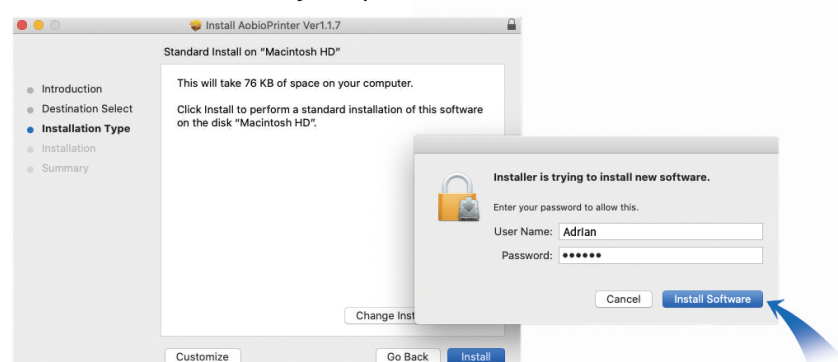 Install AobioPrinter Ver1.1.7
Standard Install on “Macintosh HD”
Introduction
Destination Select
Installation Type
Installation
Summary
This will take 76 KB of space on your computer.
Click Install to perform a standard installation of this software
on the disk “Macintosh HD”.
Change Inst
Customize
Go Back
Install
Installer is trying to install new software.
Enter your password to allow this.
User Name: Adrian
Password: ••••••
Cancel
Install Software